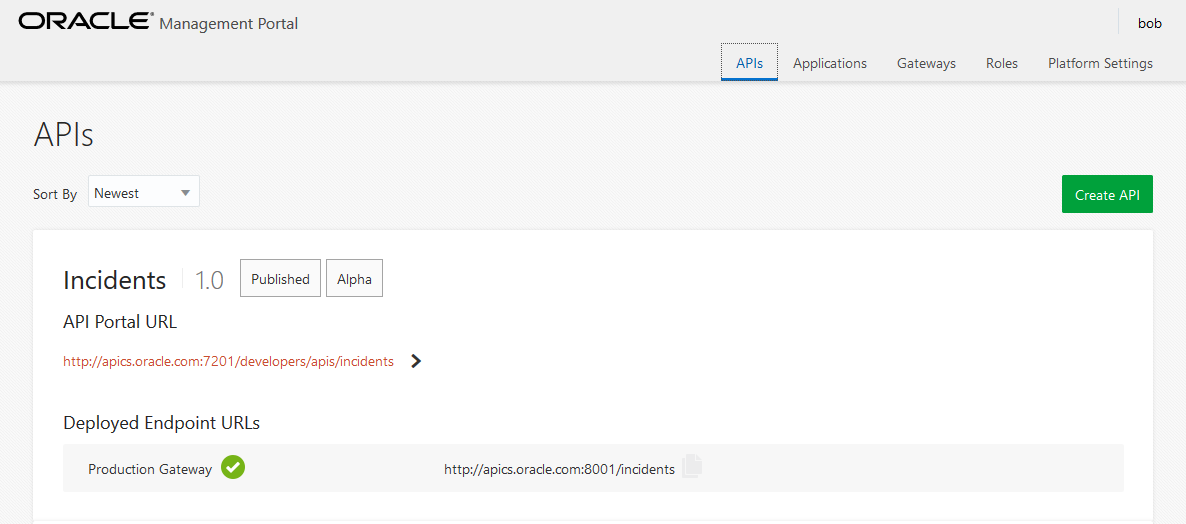 ORACLE® Management Portal
bob
APIs Applications Gateways Roles Platform Settings
APIs
Sort By Newest
Create API
Incidents 1.0 Published Alpha
API Portal URL
http://apics.oracle.com:7201/developers/apis/incidents
Deployed Endpoint URLs
Production Gateway http://apics.oracle.com:8001/incidents